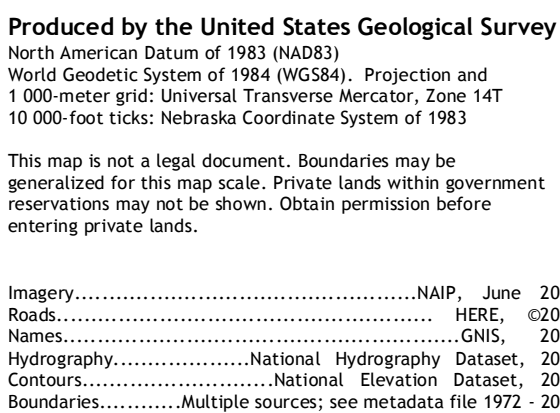 Produced by the United States Geological Survey
North American Datum of 1983 (NAD83)
World Geodetic System of 1984 (WGS84). Projection and
1 000-meter grid: Universal Transverse Mercator, Zone 14T
10 000-foot ticks: Nebraska Coordinate System of 1983
This map is not a legal document. Boundaries may be
generalized for this map scale. Private lands within government
reservations may not be shown. Obtain permission before
entering private lands.
Imagery..................................................NAIP, June 20
Roads...................................................... HERE, ©20
Names.........................................................GNIS, 20
Hydrography....................National Hydrography Dataset, 20
Contours............................National Elevation Dataset, 20
Boundaries............Multiple sources; see metadata file 1972 - 20